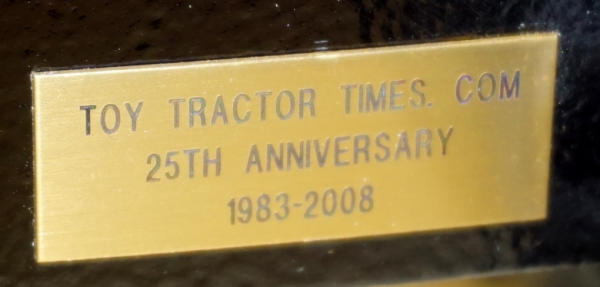 TOY TRACTOR TIMES. COM
25TH ANNIVERSARY
1983-2008